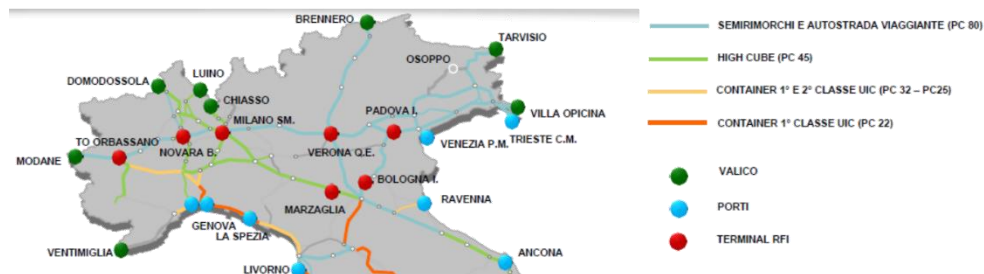 BRENNERO
TARVISIO
OSOPPO
LUINO
DOMODOSSOLA
CHIASSO
VILLA OPICINA
PADOVA I.
MILANO SM.
TO ORBASSANO
TRIESTE C.M.
VENEZIA P.M.
NOVARA B.
VERONA Q.E.
MODANE
BOLOGNA I.
RAVENNA
MARZAGLIA
GENOVA
LA SPEZIA
VENTIMIGLIA
ANCONA
LIVORNO
SEMIRIMORCHI E AUTOSTRADA VIAGGIANTE (PC 80)
HIGH CUBE (PC 45)
CONTAINER 1° E 2° CLASSE UIC (PC 32 – PC25)
CONTAINER 1° CLASSE UIC (PC 22)
VALICO
PORTI
TERMINAL RFI